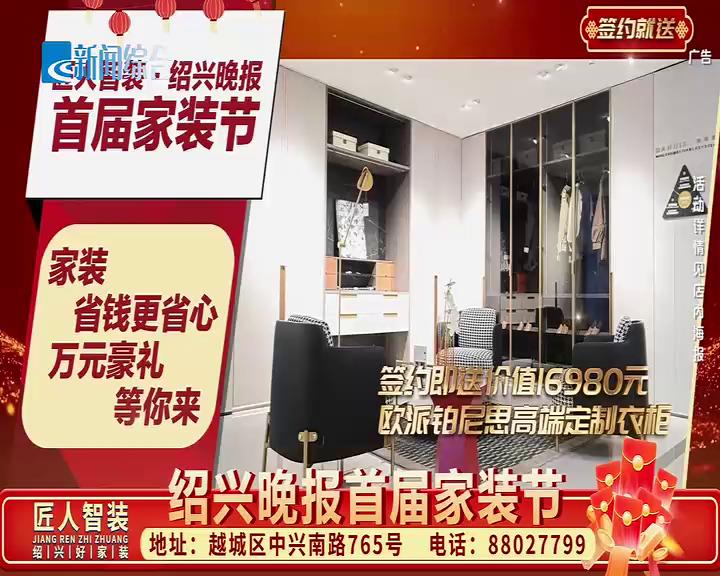 签约就送
广告
新闻综合
匠人智装·绍兴晚报
首届家装节
活动详情见店内海报
家装
省钱更省心
万元豪礼
等你来
签约即送价值16980元
欧派铂尼思高端定制衣柜
绍兴晚报首届家装节
匠人智装
JIANG REN ZHI ZHUANG
绍兴好家装
地址：越城区中兴南路765号 电话：88027799